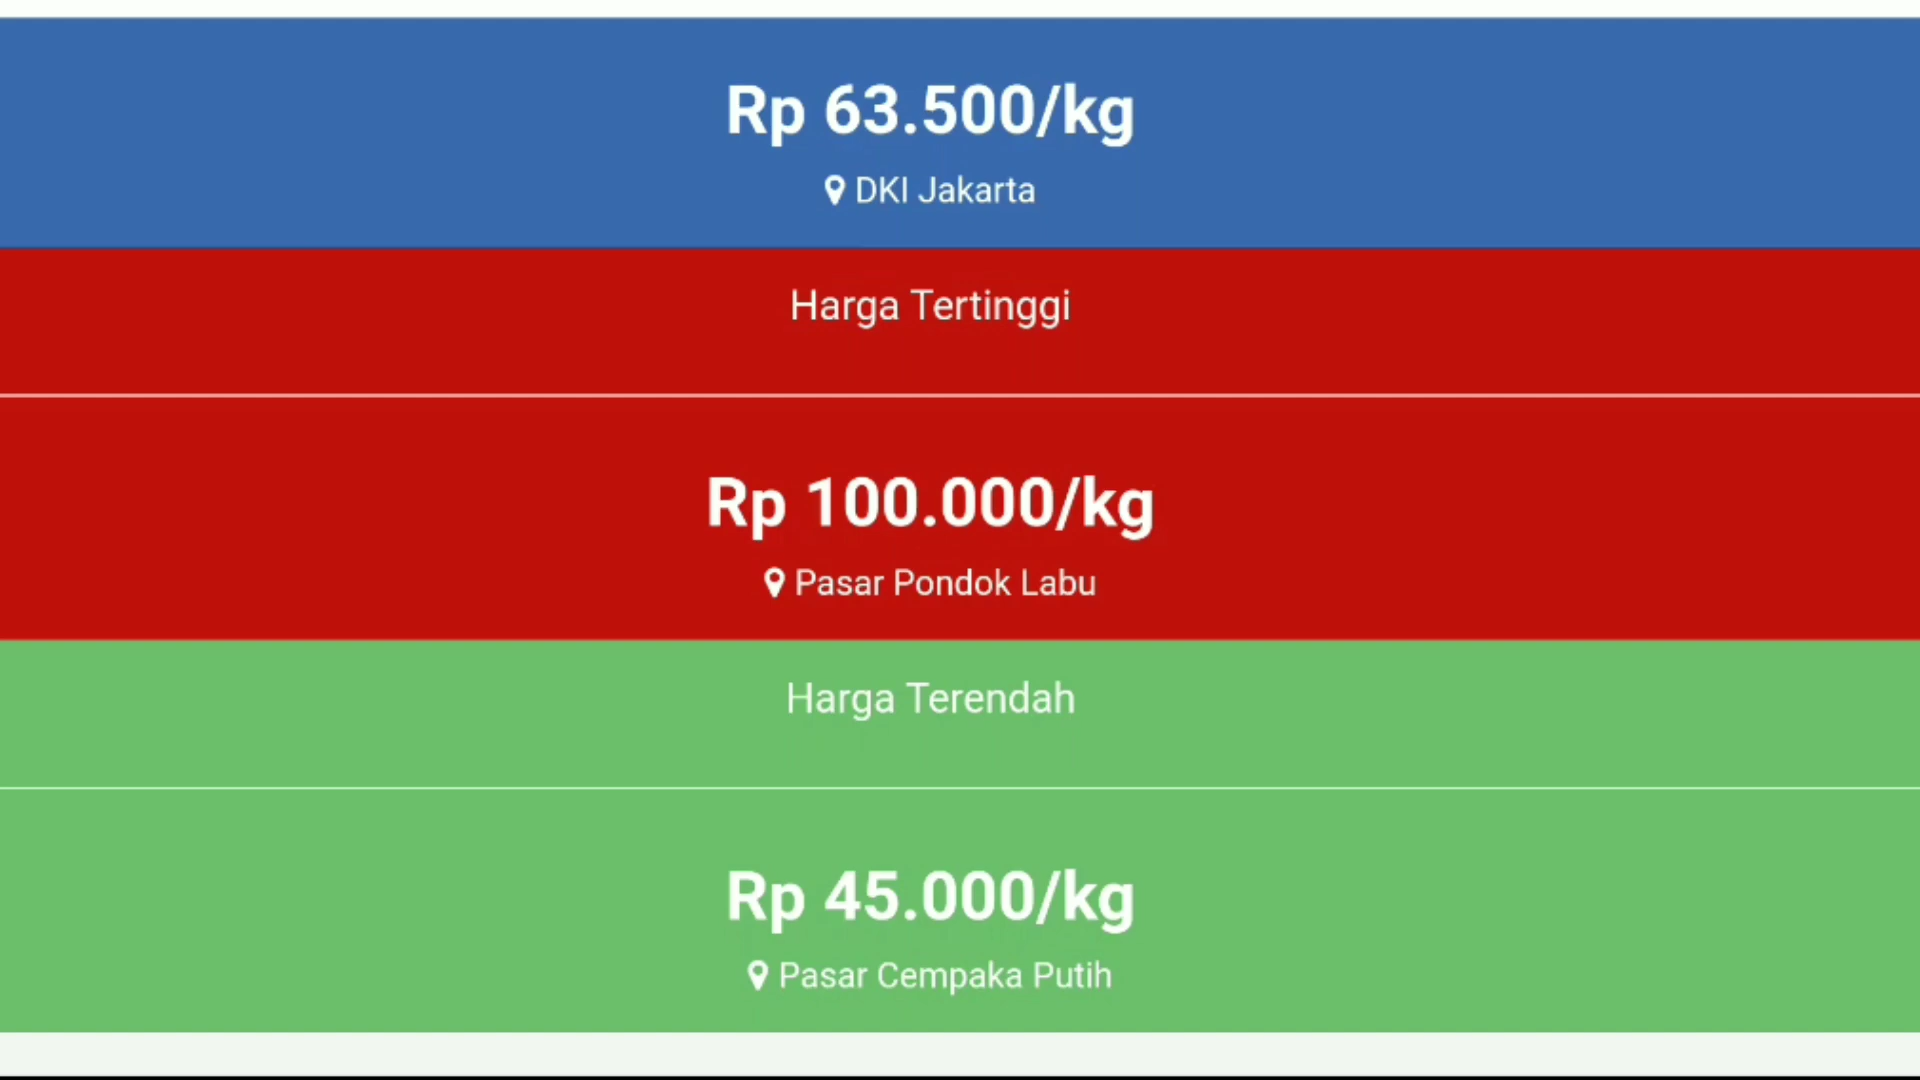 Rp 63.500/kg
DKI Jakarta
Harga Tertinggi
Rp 100.000/kg
Pasar Pondok Labu
Harga Terendah
Rp 45.000/kg
Pasar Cempaka Putih